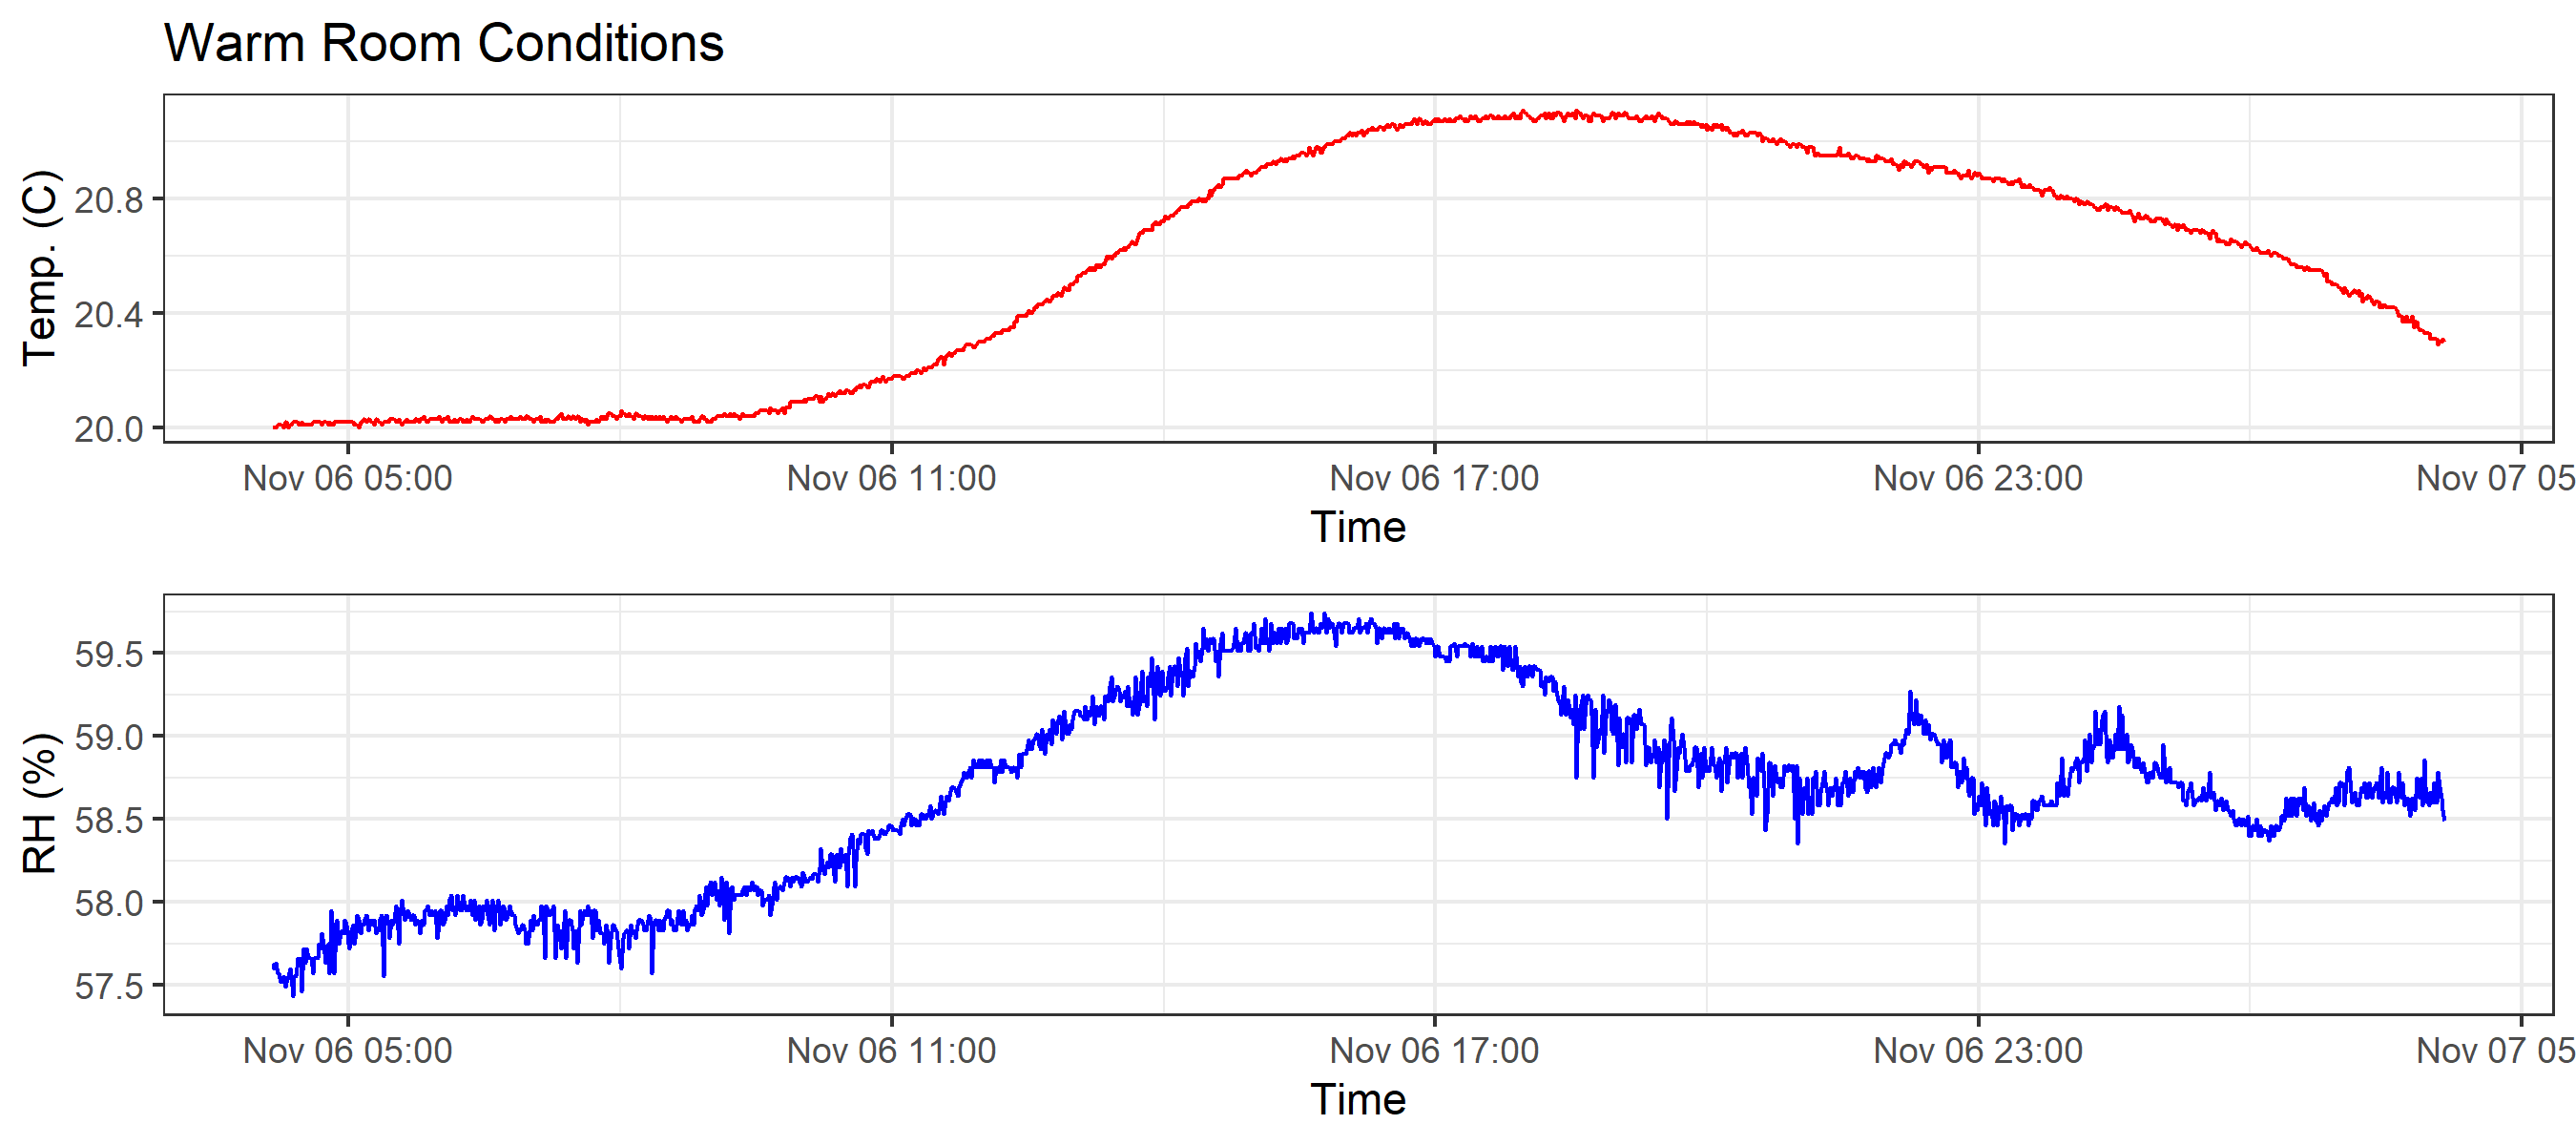 Warm Room Conditions
Temp. (C)
20.8
20.4
20.0
Nov 06 05:00 Nov 06 11:00 Nov 06 17:00 Nov 06 23:00 Nov 07 05
Time
RH (%)
59.5
59.0
58.5
58.0
57.5
Nov 06 05:00 Nov 06 11:00 Nov 06 17:00 Nov 06 23:00 Nov 07 05
Time